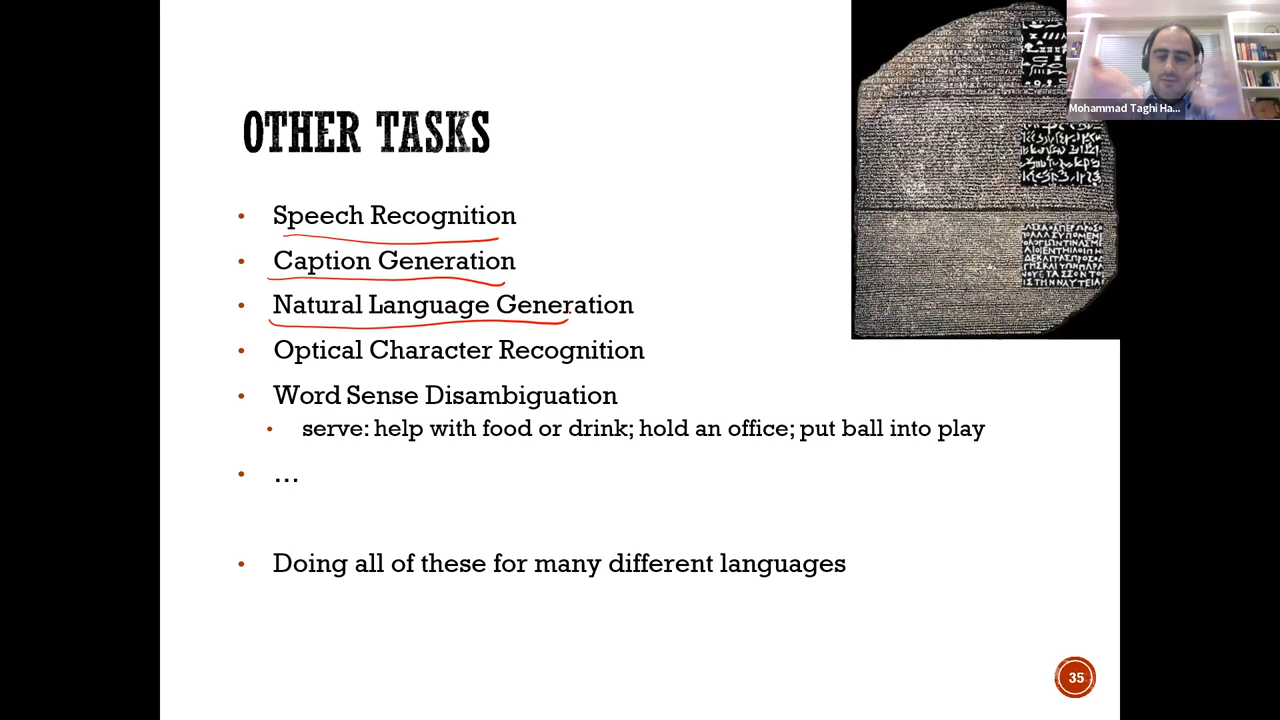 OTHER TASKS
• Speech Recognition
• Caption Generation
• Natural Language Generation
• Optical Character Recognition
• Word Sense Disambiguation
• serve: help with food or drink; hold an office; put ball into play
• …
• Doing all of these for many different languages
35
Mohammad Taghi Ha...